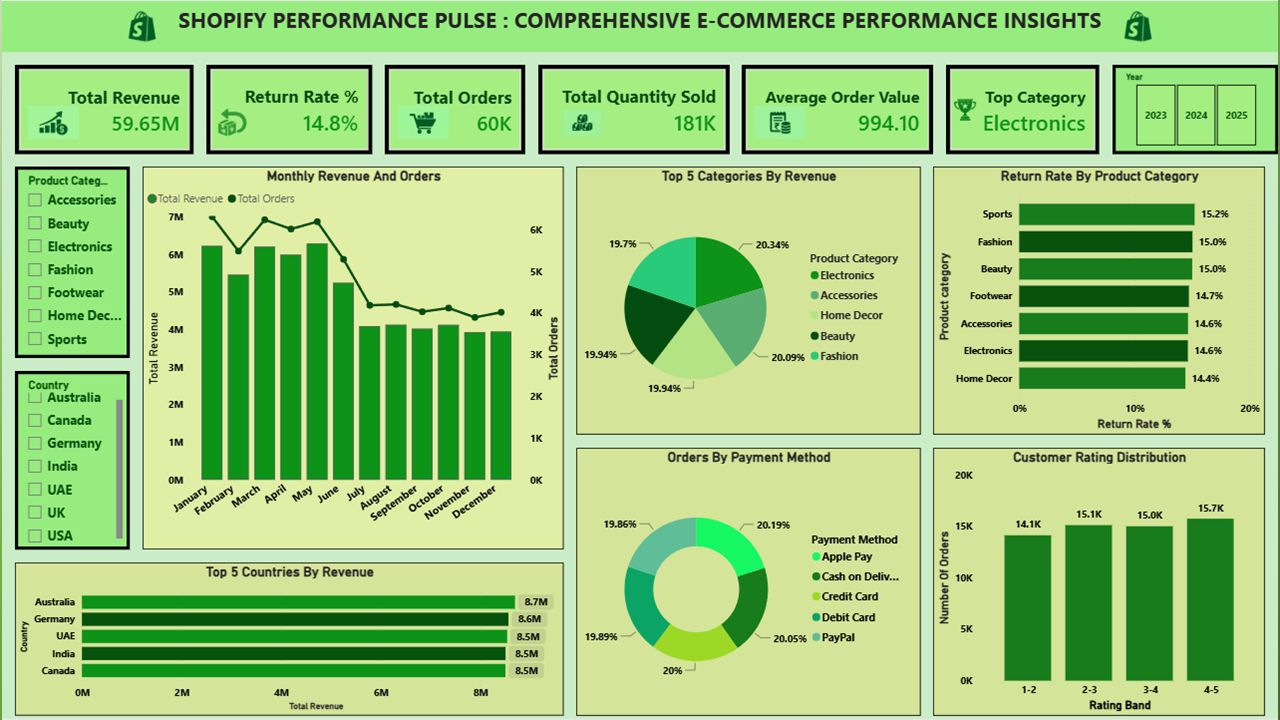 SHOPIFY PERFORMANCE PULSE : COMPREHENSIVE E-COMMERCE PERFORMANCE INSIGHTS
Total Revenue
59.65M
Return Rate %
14.8%
Total Orders
60K
Total Quantity Sold
181K
Average Order Value
994.10
Top Category
Electronics
Year
2023
2024
2025
Product Categ...
Accessories
Beauty
Electronics
Fashion
Footwear
Home Dec...
Sports
Country
Australia
Canada
Germany
India
UAE
UK
USA
Monthly Revenue And Orders
Total Revenue
Total Orders
7M
6M
5M
4M
3M
2M
1M
0M
Total Revenue
6K
5K
4K
3K
2K
1K
0K
Total Orders
January
February
March
April
May
June
July
August
September
October
November
December
Top 5 Categories By Revenue
19.7%
20.34%
19.94%
20.09%
19.94%
Product Category
Electronics
Accessories
Home Decor
Beauty
Fashion
Return Rate By Product Category
Product category
Sports
15.2%
Fashion
15.0%
Beauty
15.0%
Footwear
14.7%
Accessories
14.6%
Electronics
14.6%
Home Decor
14.4%
0%
10%
20%
Return Rate %
Top 5 Countries By Revenue
Country
Australia
8.7M
Germany
8.6M
UAE
8.5M
India
8.5M
Canada
8.5M
0M
2M
4M
6M
8M
Total Revenue
Orders By Payment Method
19.86%
20.19%
19.89%
20.05%
20%
Payment Method
Apple Pay
Cash on Deliv...
Credit Card
Debit Card
PayPal
Customer Rating Distribution
Number Of Orders
20K
15K
10K
5K
0K
14.1K
15.1K
15.0K
15.7K
1-2
2-3
3-4
4-5
Rating Band